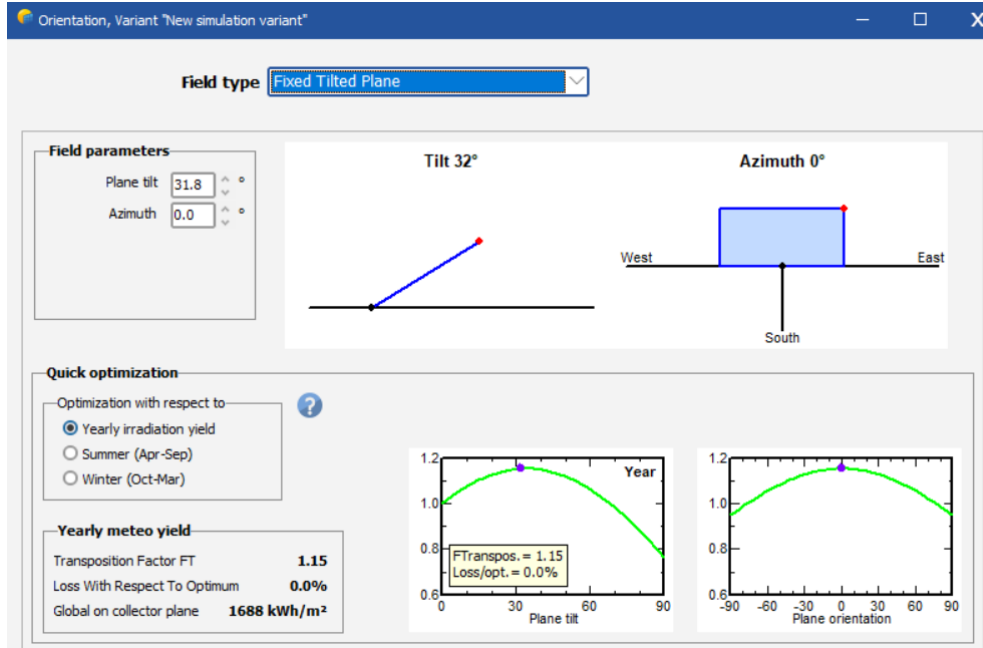 Orientation, Variant "New simulation variant"
Field type Fixed Tilted Plane
Field parameters
Plane tilt 31.8 °
Azimuth 0.0 °
Tilt 32°
Azimuth 0°
West
East
South
Quick optimization
Optimization with respect to
Yearly irradiation yield
Summer (Apr-Sep)
Winter (Oct-Mar)
?
Yearly meteo yield
Transposition Factor FT 1.15
Loss With Respect To Optimum 0.0%
Global on collector plane 1688 kWh/m²
Year
1.2
1.0
0.8
0.6
FTranspos. = 1.15
Loss/opt. = 0.0%
0 30 60 90
Plane tilt
1.2
1.0
0.8
0.6
-90 -60 -30 0 30 60 90
Plane orientation